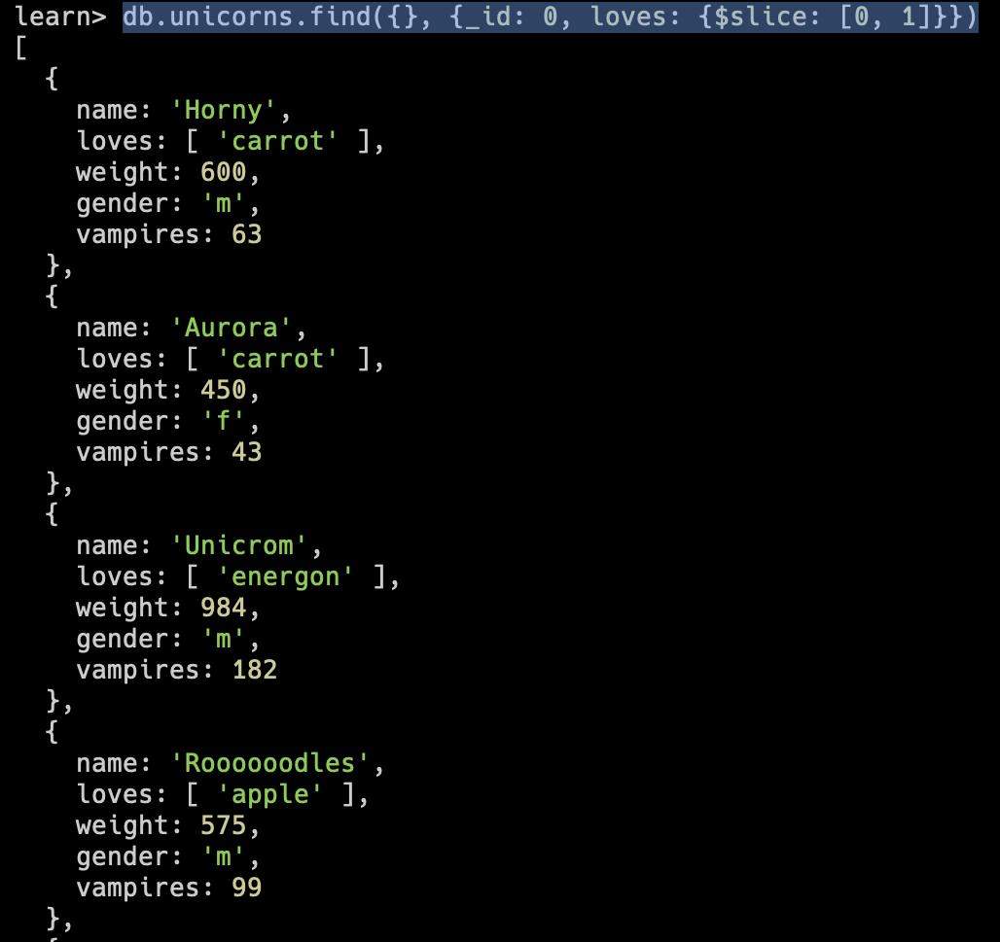 learn> db.unicorns.find({}, {_id: 0, loves: {$slice: [0, 1]}})
[
  {
    name: 'Horny',
    loves: [ 'carrot' ],
    weight: 600,
    gender: 'm',
    vampires: 63
  },
  {
    name: 'Aurora',
    loves: [ 'carrot' ],
    weight: 450,
    gender: 'f',
    vampires: 43
  },
  {
    name: 'Unicrom',
    loves: [ 'energon' ],
    weight: 984,
    gender: 'm',
    vampires: 182
  },
  {
    name: 'Roooooodles',
    loves: [ 'apple' ],
    weight: 575,
    gender: 'm',
    vampires: 99
  },